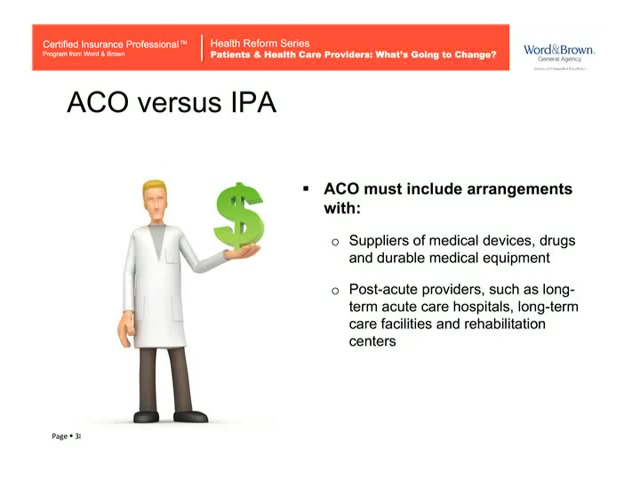 Certified Insurance Professional™
Program from Word & Brown
Health Reform Series
Patients & Health Care Providers: What's Going to Change?
Word&Brown.
General Agency
ACO versus IPA
▪ ACO must include arrangements
with:
o Suppliers of medical devices, drugs
and durable medical equipment
o Post-acute providers, such as long-
term acute care hospitals, long-term
care facilities and rehabilitation
centers
$
Page ▪